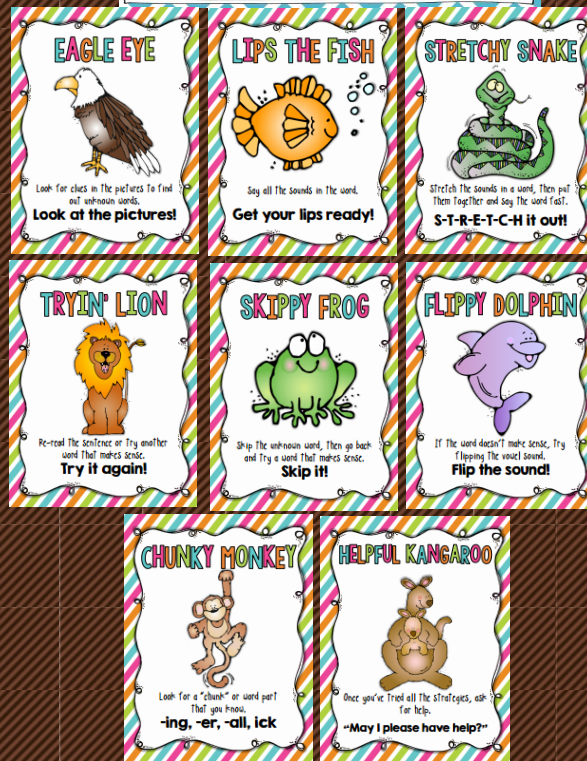 EAGLE EYE
Look for clues in the pictures to find
out unknown words.
Look at the pictures!
LIPS THE FISH
Say all the sounds in the word.
Get your lips ready!
STRETCHY SNAKE
Stretch the sounds in a word, then put
them together and say the word fast.
S-T-R-E-T-C-H it out!
TRYIN' LION
Re-read the sentence or try another
word that makes sense.
Try it again!
SKIPPY FROG
Skip the unknown word, then go back
and try a word that makes sense.
Skip it!
FLIPPY DOLPHIN
If the word doesn't make sense, try
flipping the vowel sound.
Flip the sound!
CHUNKY MONKEY
Look for a "chunk" or word part
that you know.
-ing, -er, -all, ick
HELPFUL KANGAROO
Once you've tried all the strategies, ask
for help.
"May I please have help?"